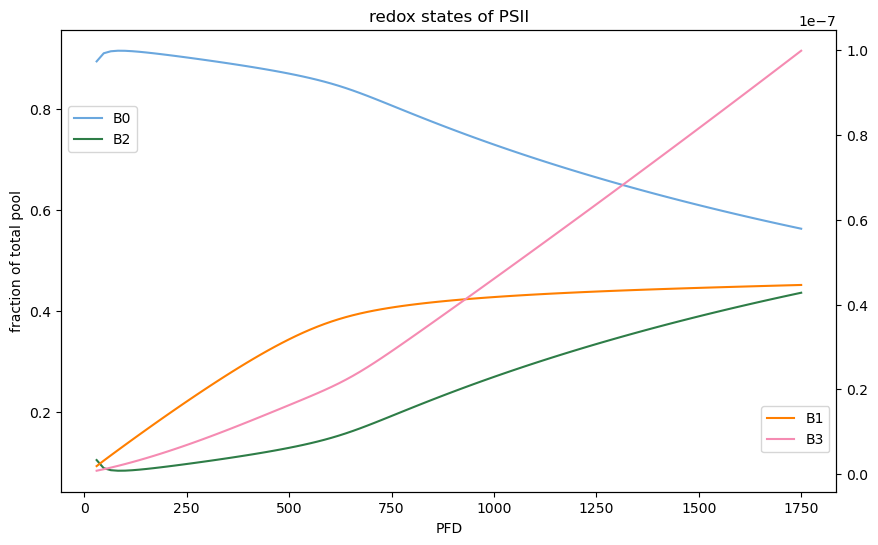 redox states of PSII
1e−7
fraction of total pool
0.8
0.6
0.4
0.2
B0
B2
1.0
0.8
0.6
0.4
0.2
0.0
B1
B3
0
250
500
750
1000
1250
1500
1750
PFD